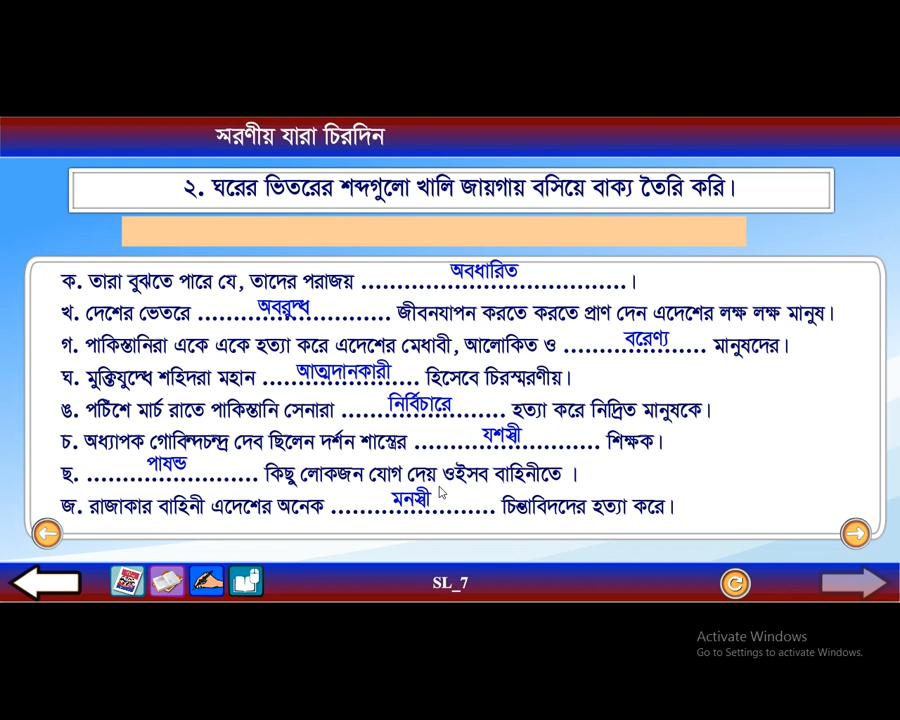 স্মরণীয় যারা চিরদিন
২. ঘরের ভিতরের শব্দগুলো খালি জায়গায় বসিয়ে বাক্য তৈরি করি।
ক. তারা বুঝতে পারে যে, তাদের পরাজয় ....অবধারিত....।
খ. দেশের ভেতরে ....অবরুদ্ধ.... জীবনযাপন করতে করতে প্রাণ দেন এদেশের লক্ষ লক্ষ মানুষ।
গ. পাকিস্তানিরা একে একে হত্যা করে এদেশের মেধাবী, আলোকিত ও ....বরেণ্য.... মানুষদের।
ঘ. মুক্তিযুদ্ধে শহিদরা মহান ....আত্মদানকারী.... হিসেবে চিরস্মরণীয়।
ঙ. পঁচিশে মার্চ রাতে পাকিস্তানি সেনারা ....নির্বিচারে.... হত্যা করে নিদ্রিত মানুষকে।
চ. অধ্যাপক গোবিন্দচন্দ্র দেব ছিলেন দর্শন শাস্ত্রের ....যশস্বী.... শিক্ষক।
ছ. ....পাষন্ড.... কিছু লোকজন যোগ দেয় ওইসব বাহিনীতে ।
জ. রাজাকার বাহিনী এদেশের অনেক ....মনস্বী.... চিন্তাবিদদের হত্যা করে।
SL_7
Activate Windows
Go to Settings to activate Windows.